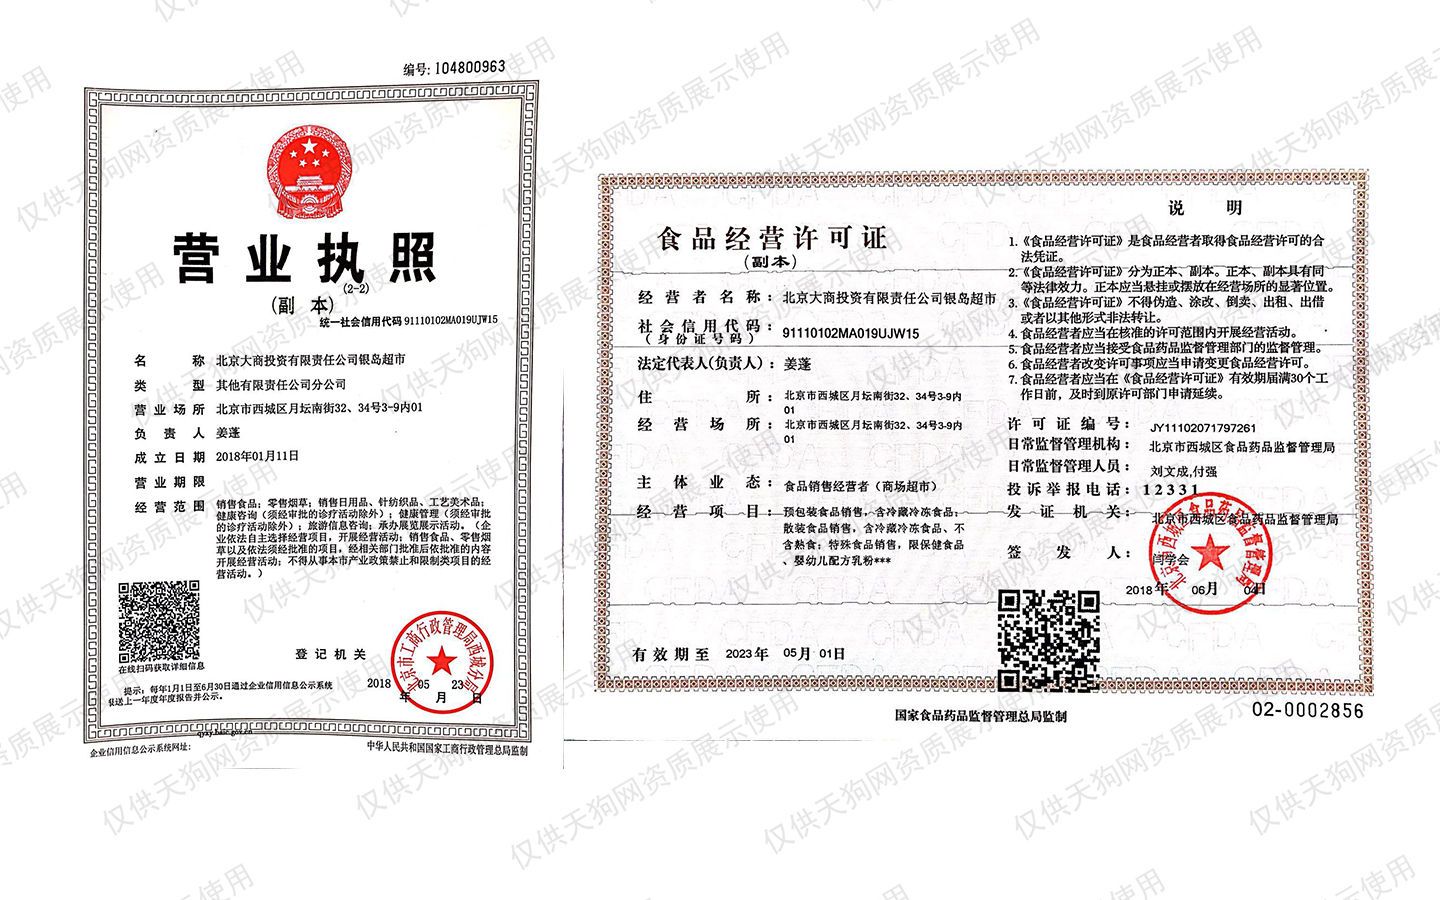 编号: 104800963
营业执照
(副 本)
(2-2)
统一社会信用代码 91110102MA019UJW15
名 称 北京大商投资有限责任公司银岛超市
类 型 其他有限责任公司分公司
营业场所 北京市西城区月坛南街32、34号3-9内01
负 责 人 姜蓬
成立日期 2018年01月11日
营业期限
经营范围 销售食品；零售烟草；销售日用品、针纺织品、工艺美术品；
健康咨询（须经审批的诊疗活动除外）；健康管理（须经审批
的诊疗活动除外）；旅游信息咨询；承办展览展示活动。（企
业依法自主选择经营项目，开展经营活动；销售食品、零售烟
草以及依法须经批准的项目，经相关部门批准后依批准的内容
开展经营活动；不得从事本市产业政策禁止和限制类项目的经
营活动。）
在线扫码获取详细信息
登记机关
北京市工商行政管理局西城分局
2018 年 05 月 23 日
提示：每年1月1日至6月30日通过企业信用信息公示系统
报送上一年度年度报告并公示。
qyxy.baic.gov.cn
企业信用信息公示系统网址:
中华人民共和国国家工商行政管理总局监制
食品经营许可证
(副本)
经营者名称：北京大商投资有限责任公司银岛超市
社会信用代码：
(身份证号码) 91110102MA019UJW15
法定代表人(负责人)：姜蓬
住 所：北京市西城区月坛南街32、34号3-9内
01
经营场所：北京市西城区月坛南街32、34号3-9内
01
主体业态：食品销售经营者（商场超市）
经营项目：预包装食品销售，含冷藏冷冻食品；
散装食品销售，含冷藏冷冻食品、不
含熟食；特殊食品销售，限保健食品
、婴幼儿配方乳粉***
有效期至 2023年 05月 01日
说 明
1.《食品经营许可证》是食品经营者取得食品经营许可的合
法凭证。
2.《食品经营许可证》分为正本、副本。正本、副本具有同
等法律效力。正本应当悬挂或摆放在经营场所的显著位置。
3.《食品经营许可证》不得伪造、涂改、倒卖、出租、出借
或者以其他形式非法转让。
4.食品经营者应当在核准的许可范围内开展经营活动。
5.食品经营者应当接受食品药品监督管理部门的监督管理。
6.食品经营者改变许可事项应当申请变更食品经营许可。
7.食品经营者应当在《食品经营许可证》有效期届满30个工
作日前，及时到原许可部门申请延续。
许可证编号：JY11102071797261
日常监督管理机构：北京市西城区食品药品监督管理局
日常监督管理人员：刘文成,付强
投诉举报电话：12331
发证机关：北京市西城区食品药品监督管理局
签 发 人：闫学会
北京市西城区食品药品监督管理局
2018年 06月 04日
国家食品药品监督管理总局监制
02-0002856
仅供天狗网资质展示使用